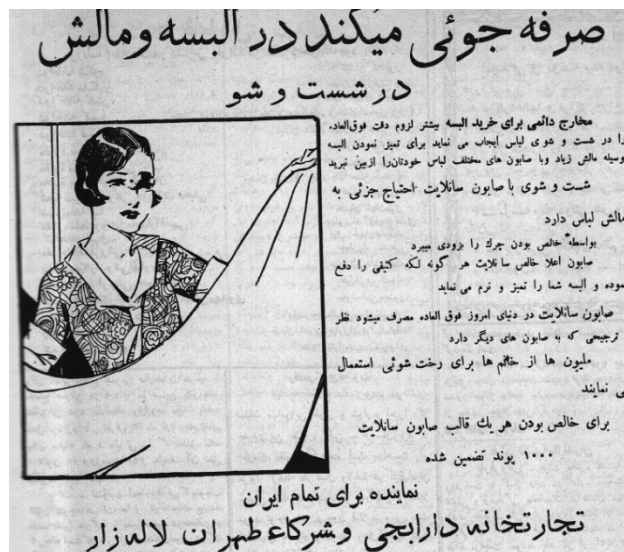 صرفه جوئی میکند در البسه و مالش
در شست و شو
مخارج دائمی برای خرید البسه بیشتر لزوم دقت فوق‌العاده،
را در شست و شوی لباس ایجاب می نماید برای تمیز نمودن البسه
وسیله مالش زیاد وبا صابون های مختلف لباس خودتان‌را ازبین نبرید
شست و شوی با صابون سانلایت احتیاج جزئی به
مالش لباس دارد
بواسطه خالص بودن چرك را بزودی میبرد
صابون اعلا خالص سانلایت هر گونه لکه کثیفی را دفع
نموده و البسه شما را تمیز و نرم می نماید
صابون سانلایت در دنیای امروز فوق العاده مصرف میشود نظر
ترجیحی که به صابون های دیگر دارد
ملیون ها از خانم ها برای رخت شوئی استعمال
می نمایند
برای خالص بودن هر یك قالب صابون سانلایت
۱۰۰۰ پوند تضمین شده
نماینده برای تمام ایران
تجارتخانه دارابجی و شرکاء طهران لاله زار